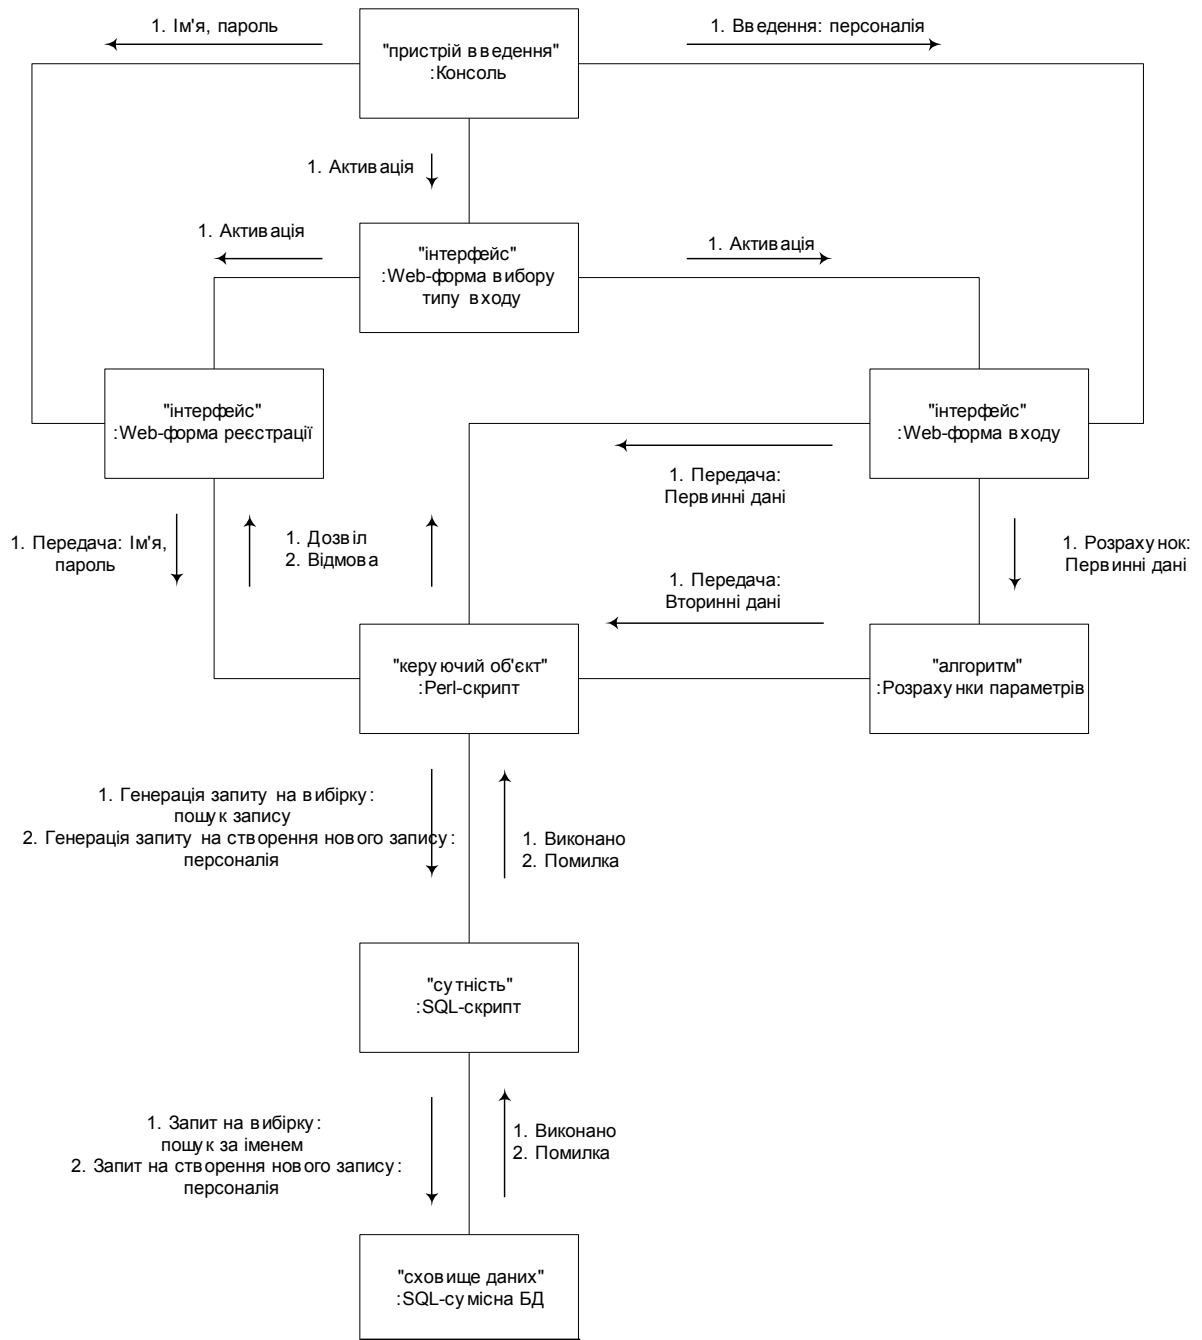 1. Ім'я, пароль
1. Введення: персоналія
"пристрій введення"
:Консоль
1. Активація
1. Активація
1. Активація
"інтерфейс"
:Web-форма вибору
типу входу
"інтерфейс"
:Web-форма реєстрації
"інтерфейс"
:Web-форма входу
1. Передача:
Первинні дані
1. Передача: Ім'я,
пароль
1. Дозвіл
2. Відмова
1. Розрахунок:
Первинні дані
1. Передача:
Вторинні дані
"керуючий об'єкт"
:Perl-скрипт
"алгоритм"
:Розрахунки параметрів
1. Генерація запиту на вибірку:
пошук запису
2. Генерація запиту на створення нового запису:
персоналія
1. Виконано
2. Помилка
"сутність"
:SQL-скрипт
1. Запит на вибірку:
пошук за іменем
2. Запит на створення нового запису:
персоналія
1. Виконано
2. Помилка
"сховище даних"
:SQL-сумісна БД